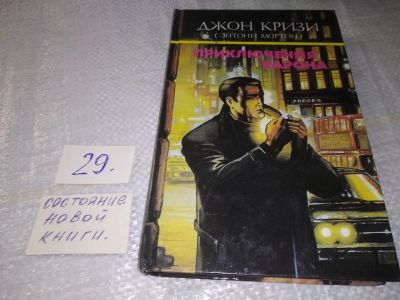 ДЖОН КРИЗИ
( ЭНТОНИ МОРТОН )
ПРИКЛЮЧЕНИЯ
БАРОНА
29.
СОСТОЯНИЕ
НОВОЙ
КНИГИ.